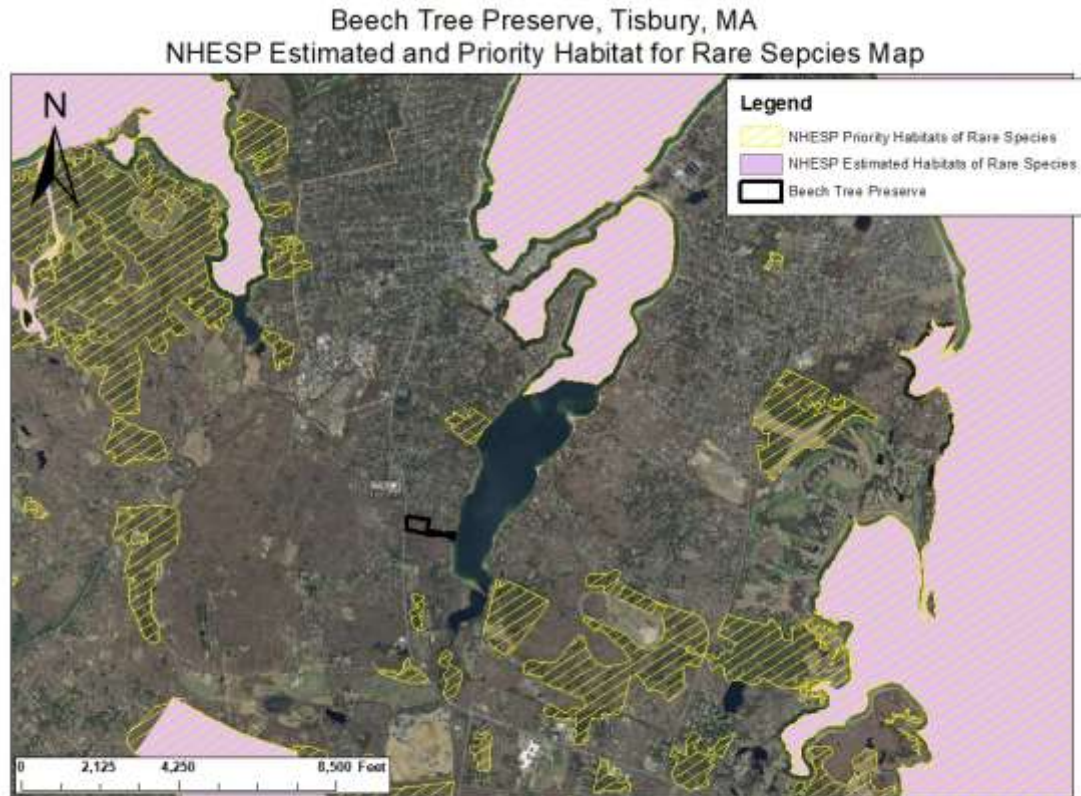 Beech Tree Preserve, Tisbury, MA
NHESP Estimated and Priority Habitat for Rare Sepcies Map
N
Legend
NHESP Priority Habitats of Rare Species
NHESP Estimated Habitats of Rare Species
Beech Tree Preserve
0 2,125 4,250 8,500 Feet